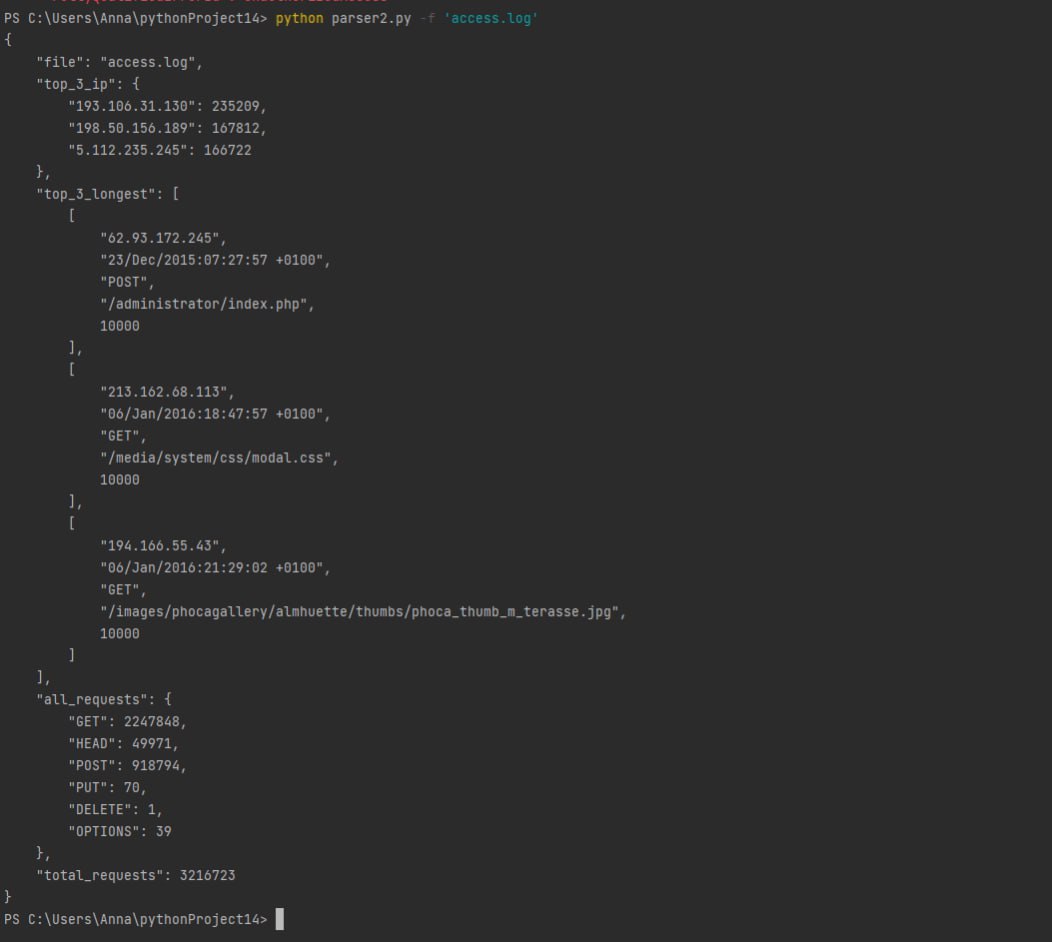 PS C:\Users\Anna\pythonProject14> python parser2.py -f 'access.log'
{
    "file": "access.log",
    "top_3_ip": {
        "193.106.31.130": 235209,
        "198.50.156.189": 167812,
        "5.112.235.245": 166722
    },
    "top_3_longest": [
        [
            "62.93.172.245",
            "23/Dec/2015:07:27:57 +0100",
            "POST",
            "/administrator/index.php",
            10000
        ],
        [
            "213.162.68.113",
            "06/Jan/2016:18:47:57 +0100",
            "GET",
            "/media/system/css/modal.css",
            10000
        ],
        [
            "194.166.55.43",
            "06/Jan/2016:21:29:02 +0100",
            "GET",
            "/images/phocagallery/almhuette/thumbs/phoca_thumb_m_terasse.jpg",
            10000
        ]
    ],
    "all_requests": {
        "GET": 2247848,
        "HEAD": 49971,
        "POST": 918794,
        "PUT": 70,
        "DELETE": 1,
        "OPTIONS": 39
    },
    "total_requests": 3216723
}
PS C:\Users\Anna\pythonProject14>